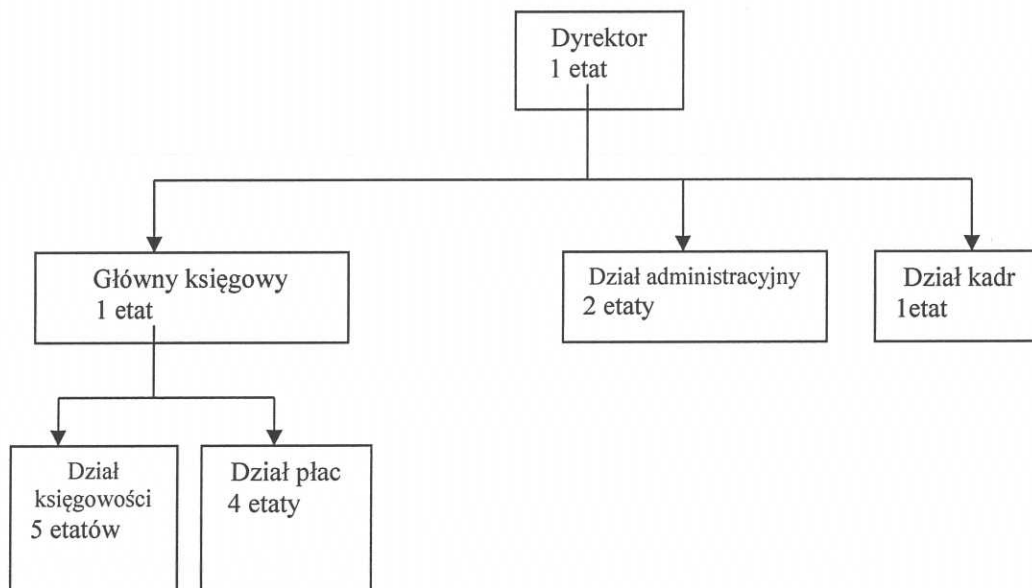 Dyrektor
1 etat
Główny księgowy
1 etat
Dział administracyjny
2 etaty
Dział kadr
1etat
Dział
księgowości
5 etatów
Dział płac
4 etaty